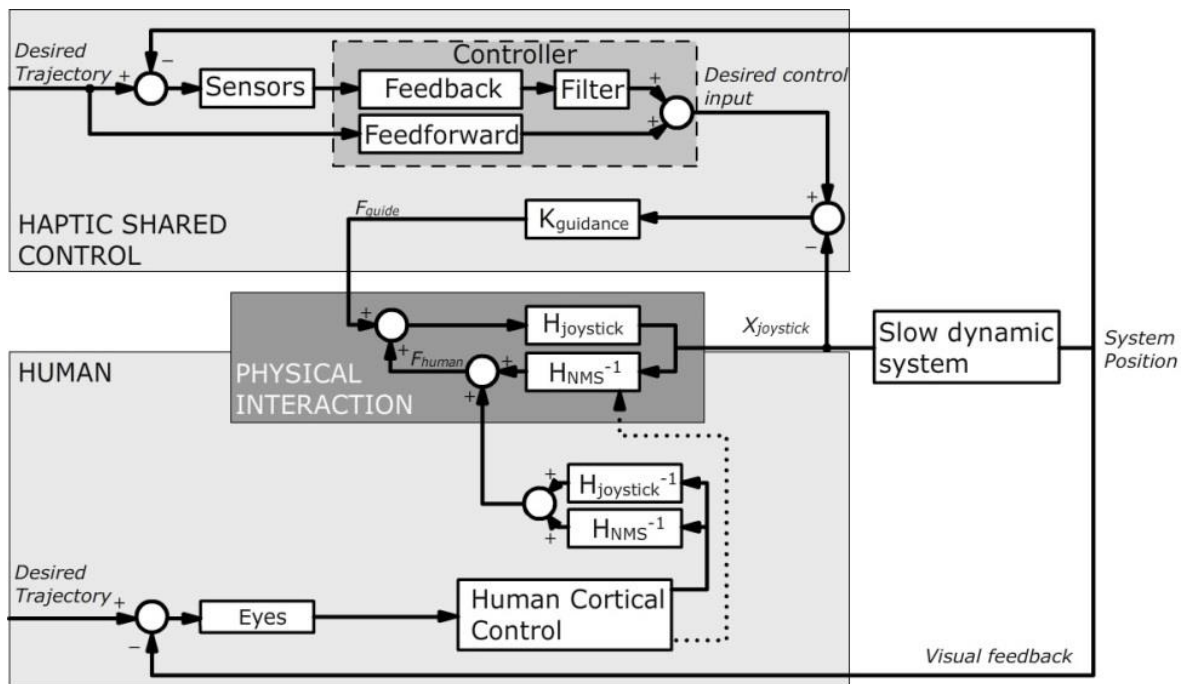 Desired
Trajectory
+
−
Sensors
Controller
Feedback
Filter
Feedforward
+
+
Desired control
input
HAPTIC SHARED
CONTROL
F_guide
K_guidance
+
−
PHYSICAL
INTERACTION
+
+
F_human
H_joystick
H_NMS^-1
+
+
X_joystick
Slow dynamic
system
System
Position
HUMAN
H_joystick^-1
H_NMS^-1
+
+
Desired
Trajectory
+
−
Eyes
Human Cortical
Control
Visual feedback